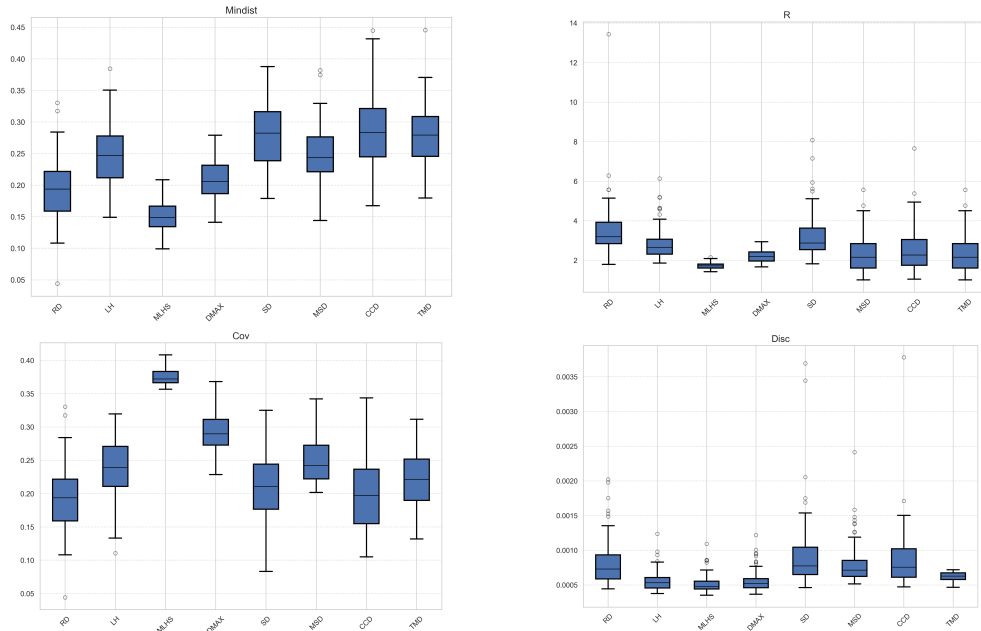 Mindist
0.45
0.40
0.35
0.30
0.25
0.20
0.15
0.10
0.05
RD
LH
MLHS
DMAX
SD
MSD
CCD
TMD
R
14
12
10
8
6
4
2
RD
LH
MLHS
DMAX
SD
MSD
CCD
TMD
Cov
0.40
0.35
0.30
0.25
0.20
0.15
0.10
0.05
RD
LH
MLHS
DMAX
SD
MSD
CCD
TMD
Disc
0.0035
0.0030
0.0025
0.0020
0.0015
0.0010
0.0005
RD
LH
MLHS
DMAX
SD
MSD
CCD
TMD